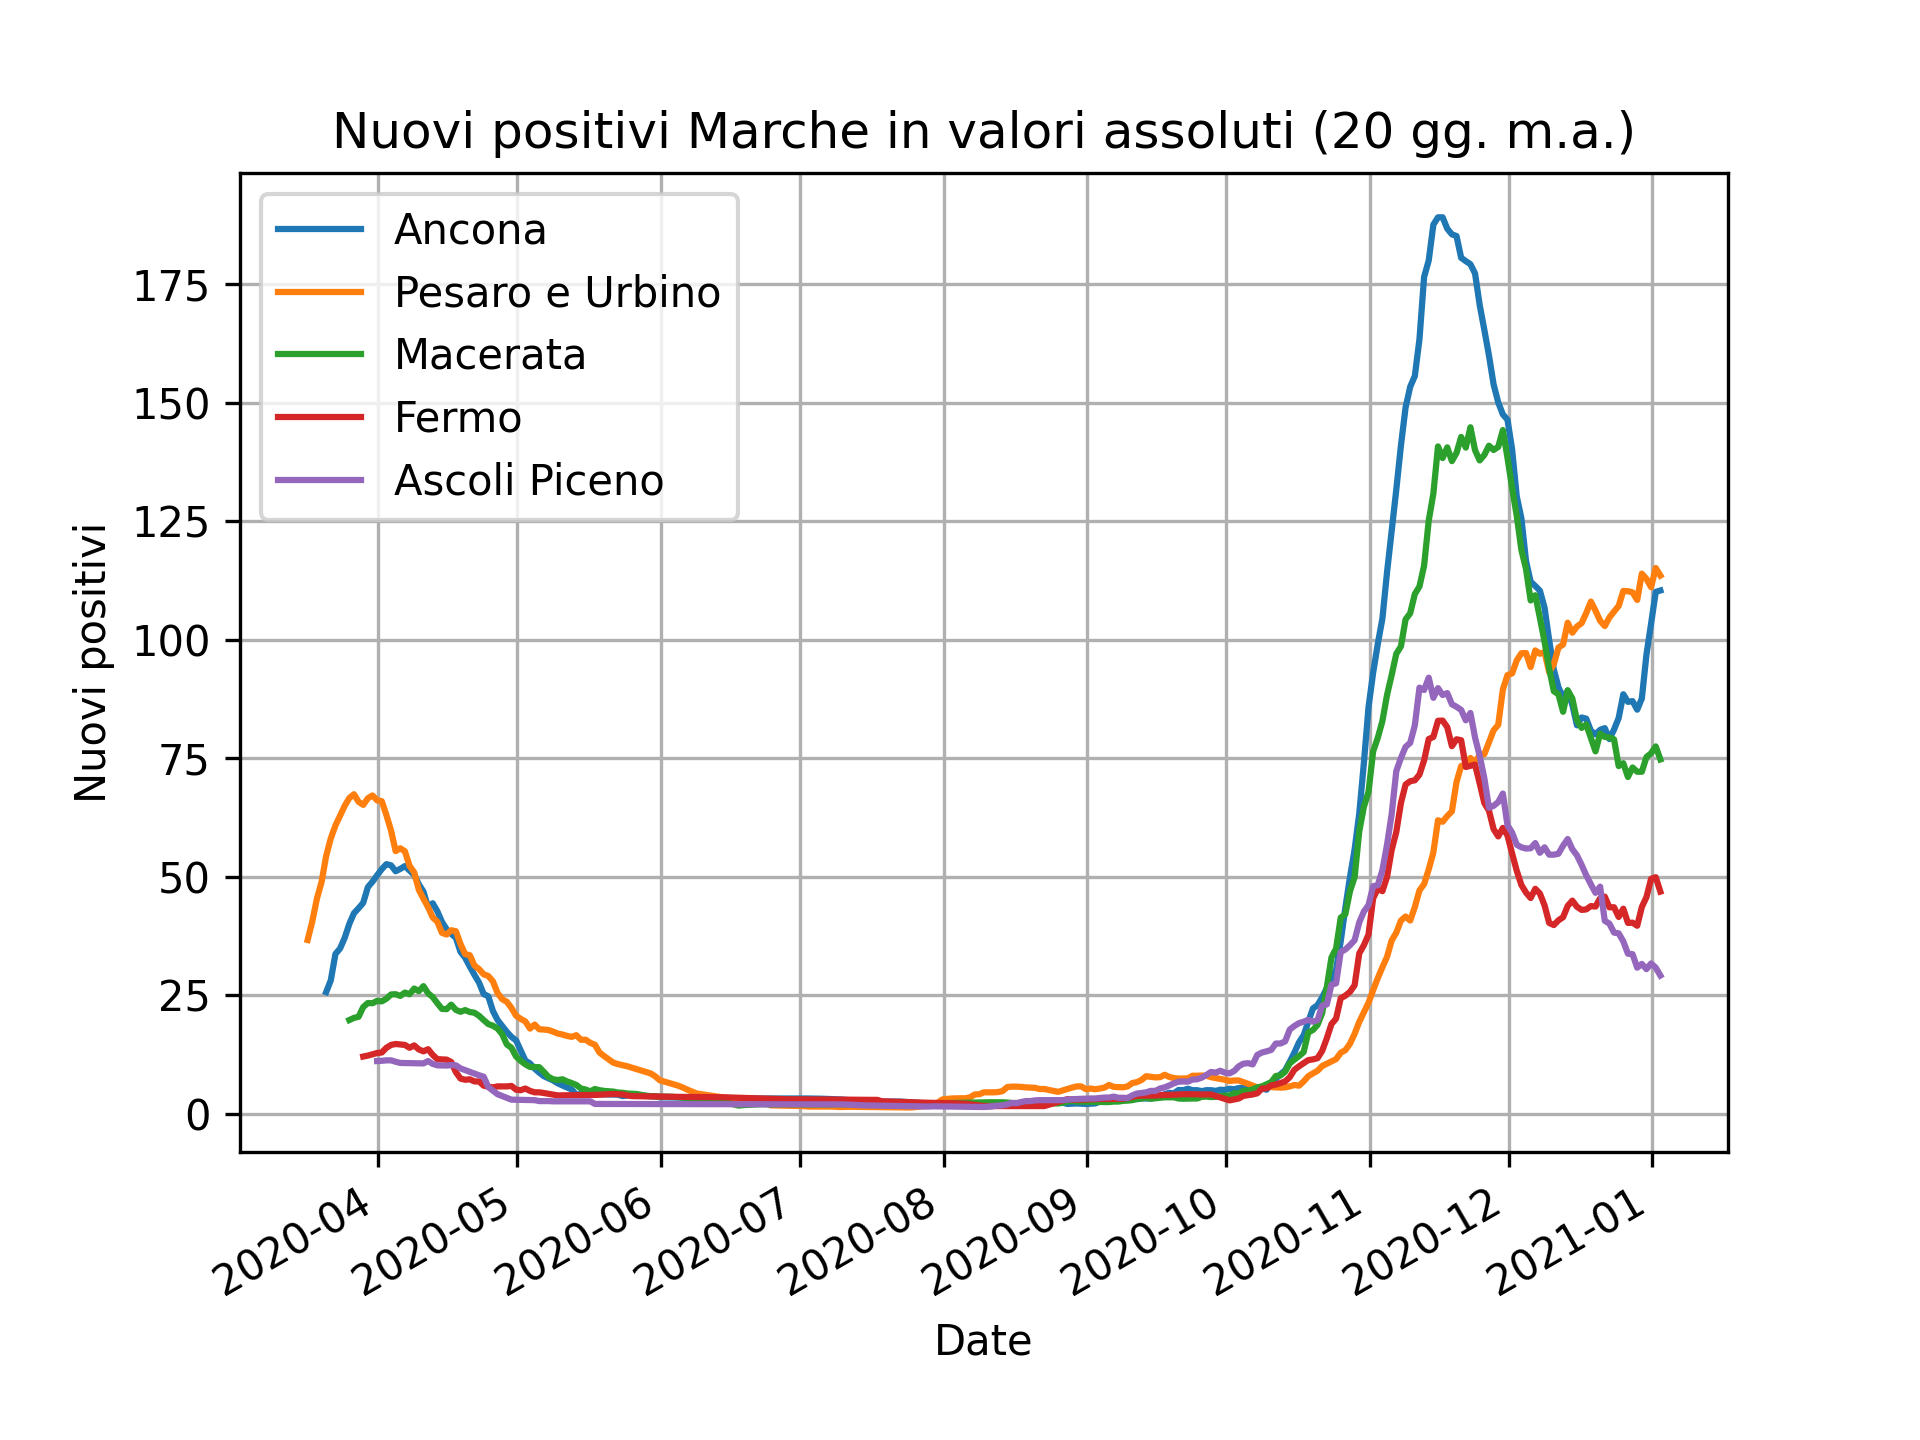 Nuovi positivi Marche in valori assoluti (20 gg. m.a.)
Ancona
Pesaro e Urbino
Macerata
Fermo
Ascoli Piceno
Nuovi positivi
175
150
125
100
75
50
25
0
2020-04
2020-05
2020-06
2020-07
2020-08
2020-09
2020-10
2020-11
2020-12
2021-01
Date